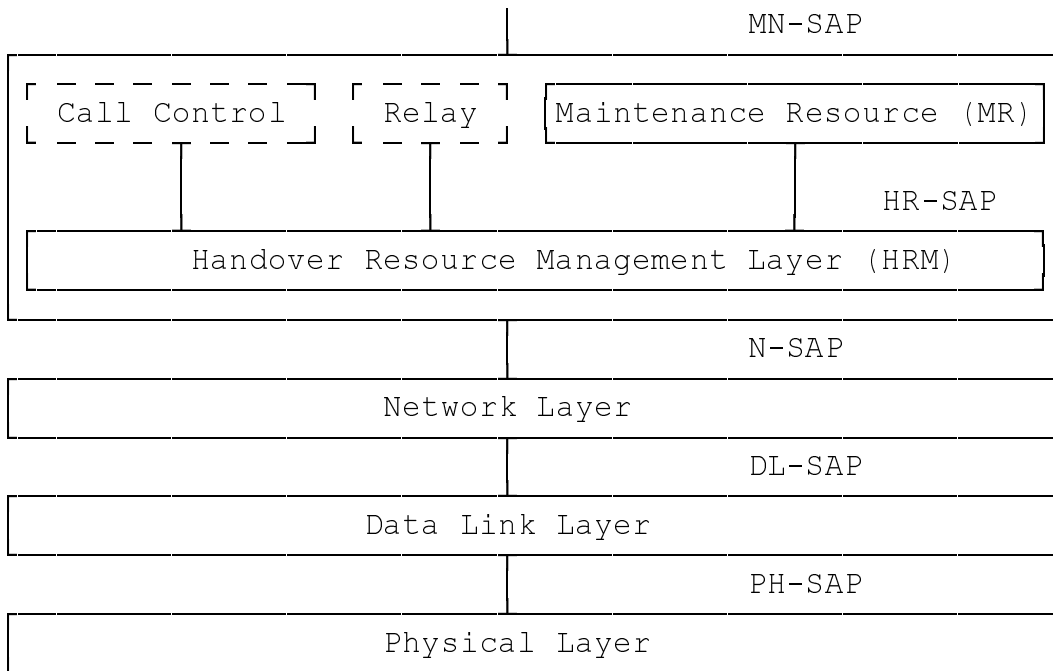 MN-SAP
Call Control Relay Maintenance Resource (MR)
HR-SAP
Handover Resource Management Layer (HRM)
N-SAP
Network Layer
DL-SAP
Data Link Layer
PH-SAP
Physical Layer